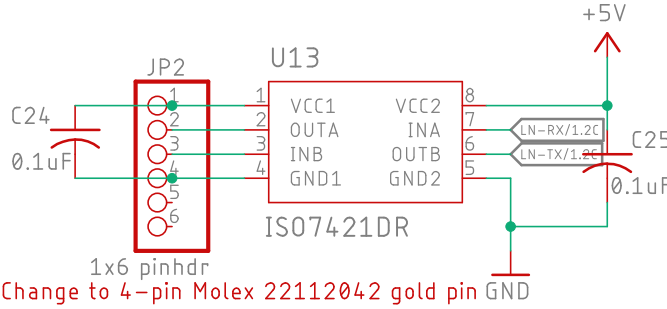 +5V
U13
JP2
1
2
3
4
5
6
C24
0.1uF
1
2
3
4
VCC1
OUTA
INB
GND1
VCC2
INA
OUTB
GND2
8
7
6
5
LN-RX/1.2C
LN-TX/1.2C
C25
0.1uF
ISO7421DR
1x6 pinhdr
Change to 4-pin Molex 22112042 gold pin
GND